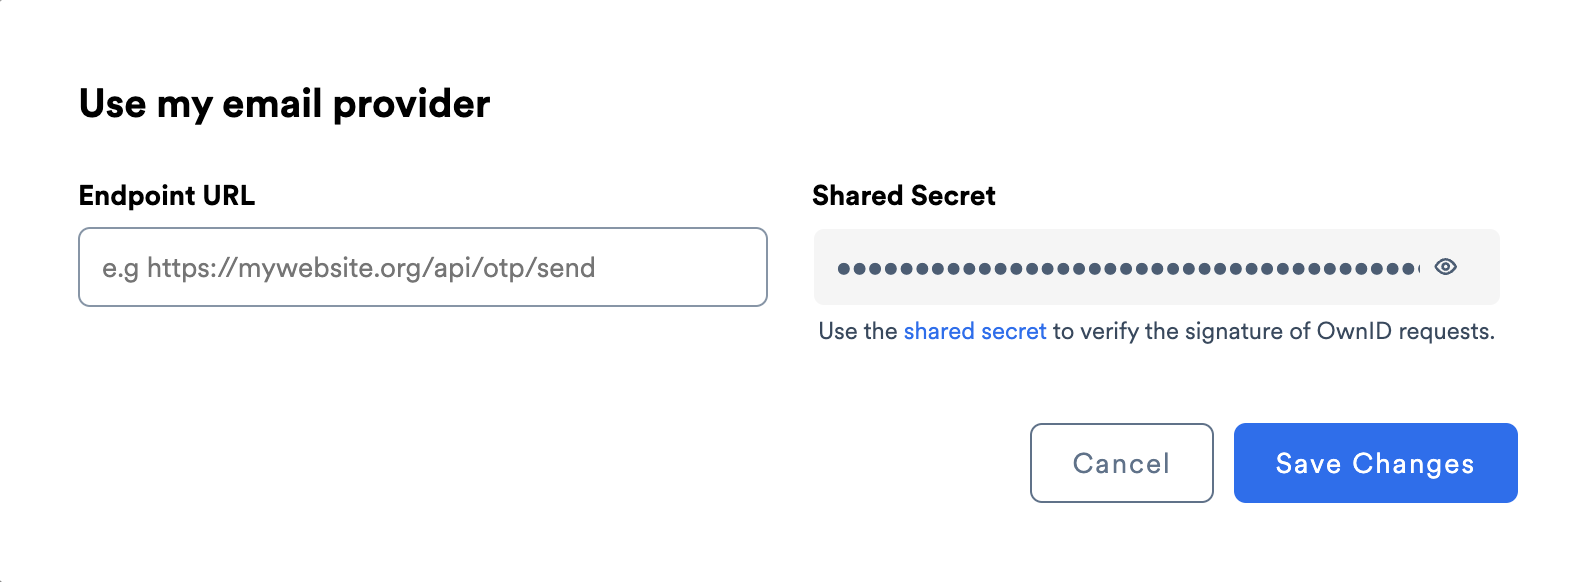 Use my email provider
Endpoint URL
e.g https://mywebsite.org/api/otp/send
Shared Secret
Use the shared secret to verify the signature of OwnID requests.
Cancel
Save Changes